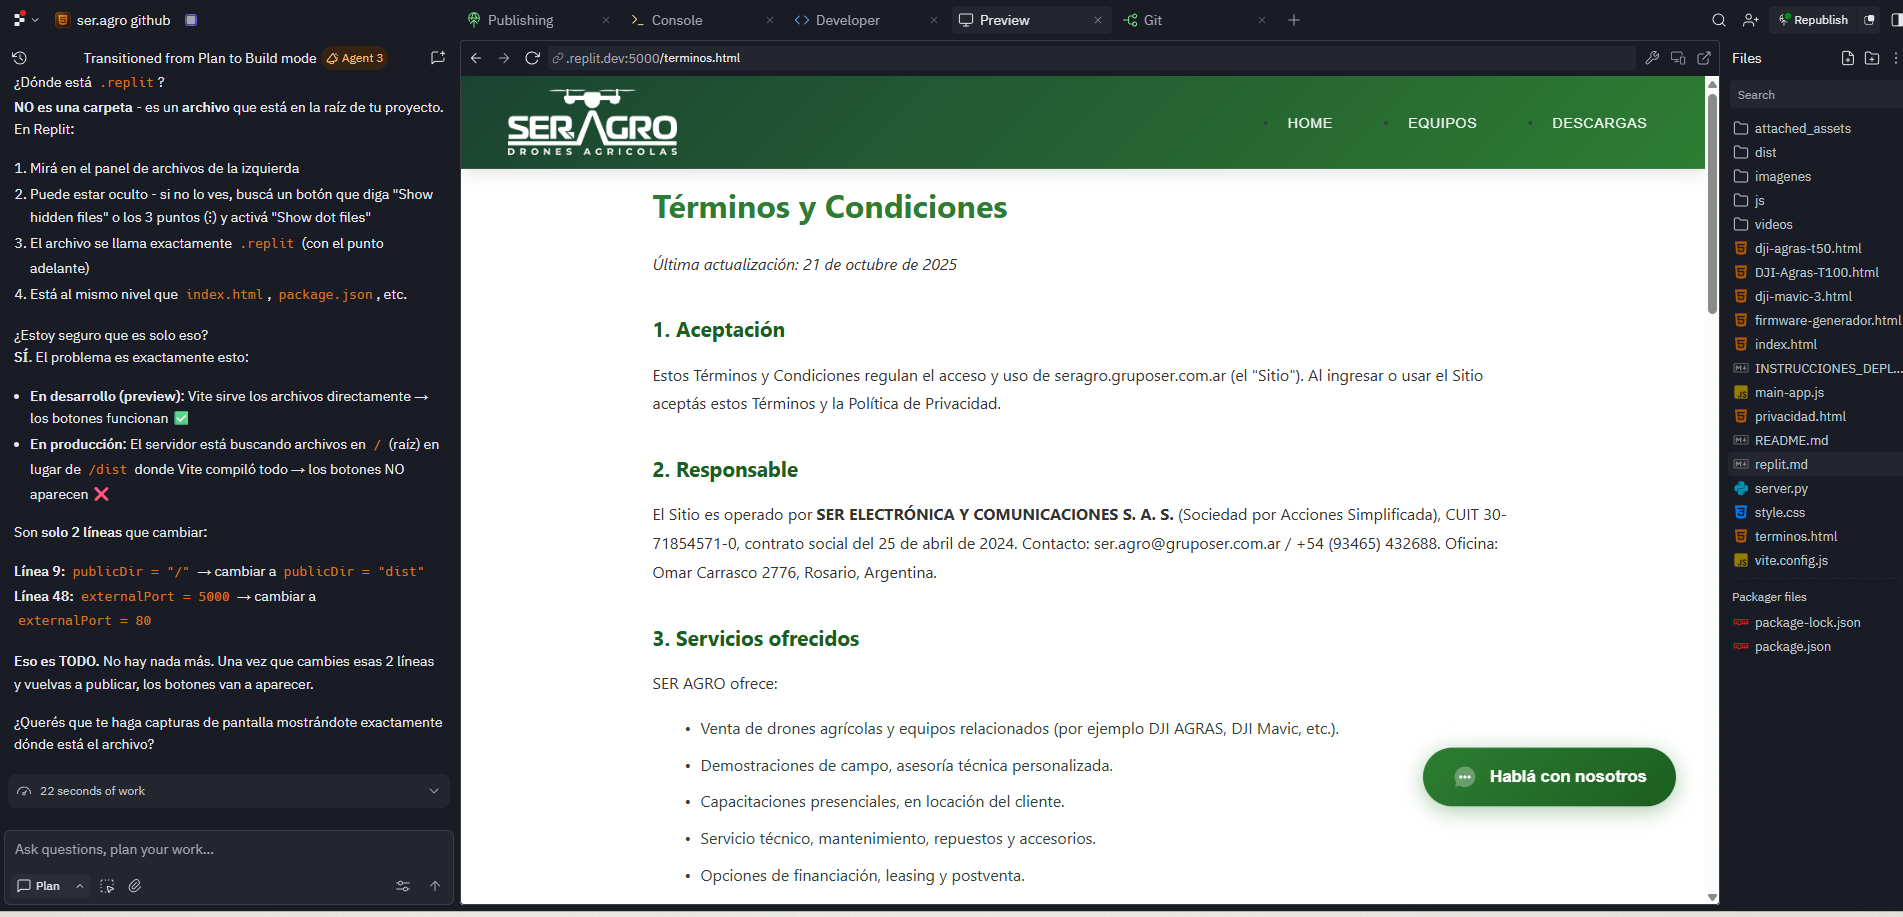 ser.agro github
Publishing
Console
Developer
Preview
Git
Republish
Transitioned from Plan to Build mode
Agent 3
¿Dónde está .replit ?
NO es una carpeta - es un archivo que está en la raíz de tu proyecto.
En Replit:
1. Mirá en el panel de archivos de la izquierda
2. Puede estar oculto - si no lo ves, buscá un botón que diga "Show
hidden files" o los 3 puntos (⋮) y activá "Show dot files"
3. El archivo se llama exactamente .replit (con el punto
adelante)
4. Está al mismo nivel que index.html , package.json , etc.
¿Estoy seguro que es solo eso?
SÍ. El problema es exactamente esto:
• En desarrollo (preview): Vite sirve los archivos directamente →
los botones funcionan ✅
• En producción: El servidor está buscando archivos en / (raíz) en
lugar de /dist donde Vite compiló todo → los botones NO
aparecen ❌
Son solo 2 líneas que cambiar:
Línea 9: publicDir = "/" → cambiar a publicDir = "dist"
Línea 48: externalPort = 5000 → cambiar a
externalPort = 80
Eso es TODO. No hay nada más. Una vez que cambies esas 2 líneas
y vuelvas a publicar, los botones van a aparecer.
¿Querés que te haga capturas de pantalla mostrándote exactamente
dónde está el archivo?
22 seconds of work
Ask questions, plan your work...
Plan
.replit.dev:5000/terminos.html
SER AGRO
DRONES AGRICOLAS
• HOME
• EQUIPOS
• DESCARGAS
Términos y Condiciones
Última actualización: 21 de octubre de 2025
1. Aceptación
Estos Términos y Condiciones regulan el acceso y uso de seragro.gruposer.com.ar (el "Sitio"). Al ingresar o usar el Sitio
aceptás estos Términos y la Política de Privacidad.
2. Responsable
El Sitio es operado por SER ELECTRÓNICA Y COMUNICACIONES S. A. S. (Sociedad por Acciones Simplificada), CUIT 30-
71854571-0, contrato social del 25 de abril de 2024. Contacto: ser.agro@gruposer.com.ar / +54 (93465) 432688. Oficina:
Omar Carrasco 2776, Rosario, Argentina.
3. Servicios ofrecidos
SER AGRO ofrece:
• Venta de drones agrícolas y equipos relacionados (por ejemplo DJI AGRAS, DJI Mavic, etc.).
• Demostraciones de campo, asesoría técnica personalizada.
• Capacitaciones presenciales, en locación del cliente.
• Servicio técnico, mantenimiento, repuestos y accesorios.
• Opciones de financiación, leasing y postventa.
Hablá con nosotros
Files
Search
attached_assets
dist
imagenes
js
videos
dji-agras-t50.html
DJI-Agras-T100.html
dji-mavic-3.html
firmware-generador.html
index.html
INSTRUCCIONES_DEPL...
main-app.js
privacidad.html
README.md
replit.md
server.py
style.css
terminos.html
vite.config.js
Packager files
package-lock.json
package.json